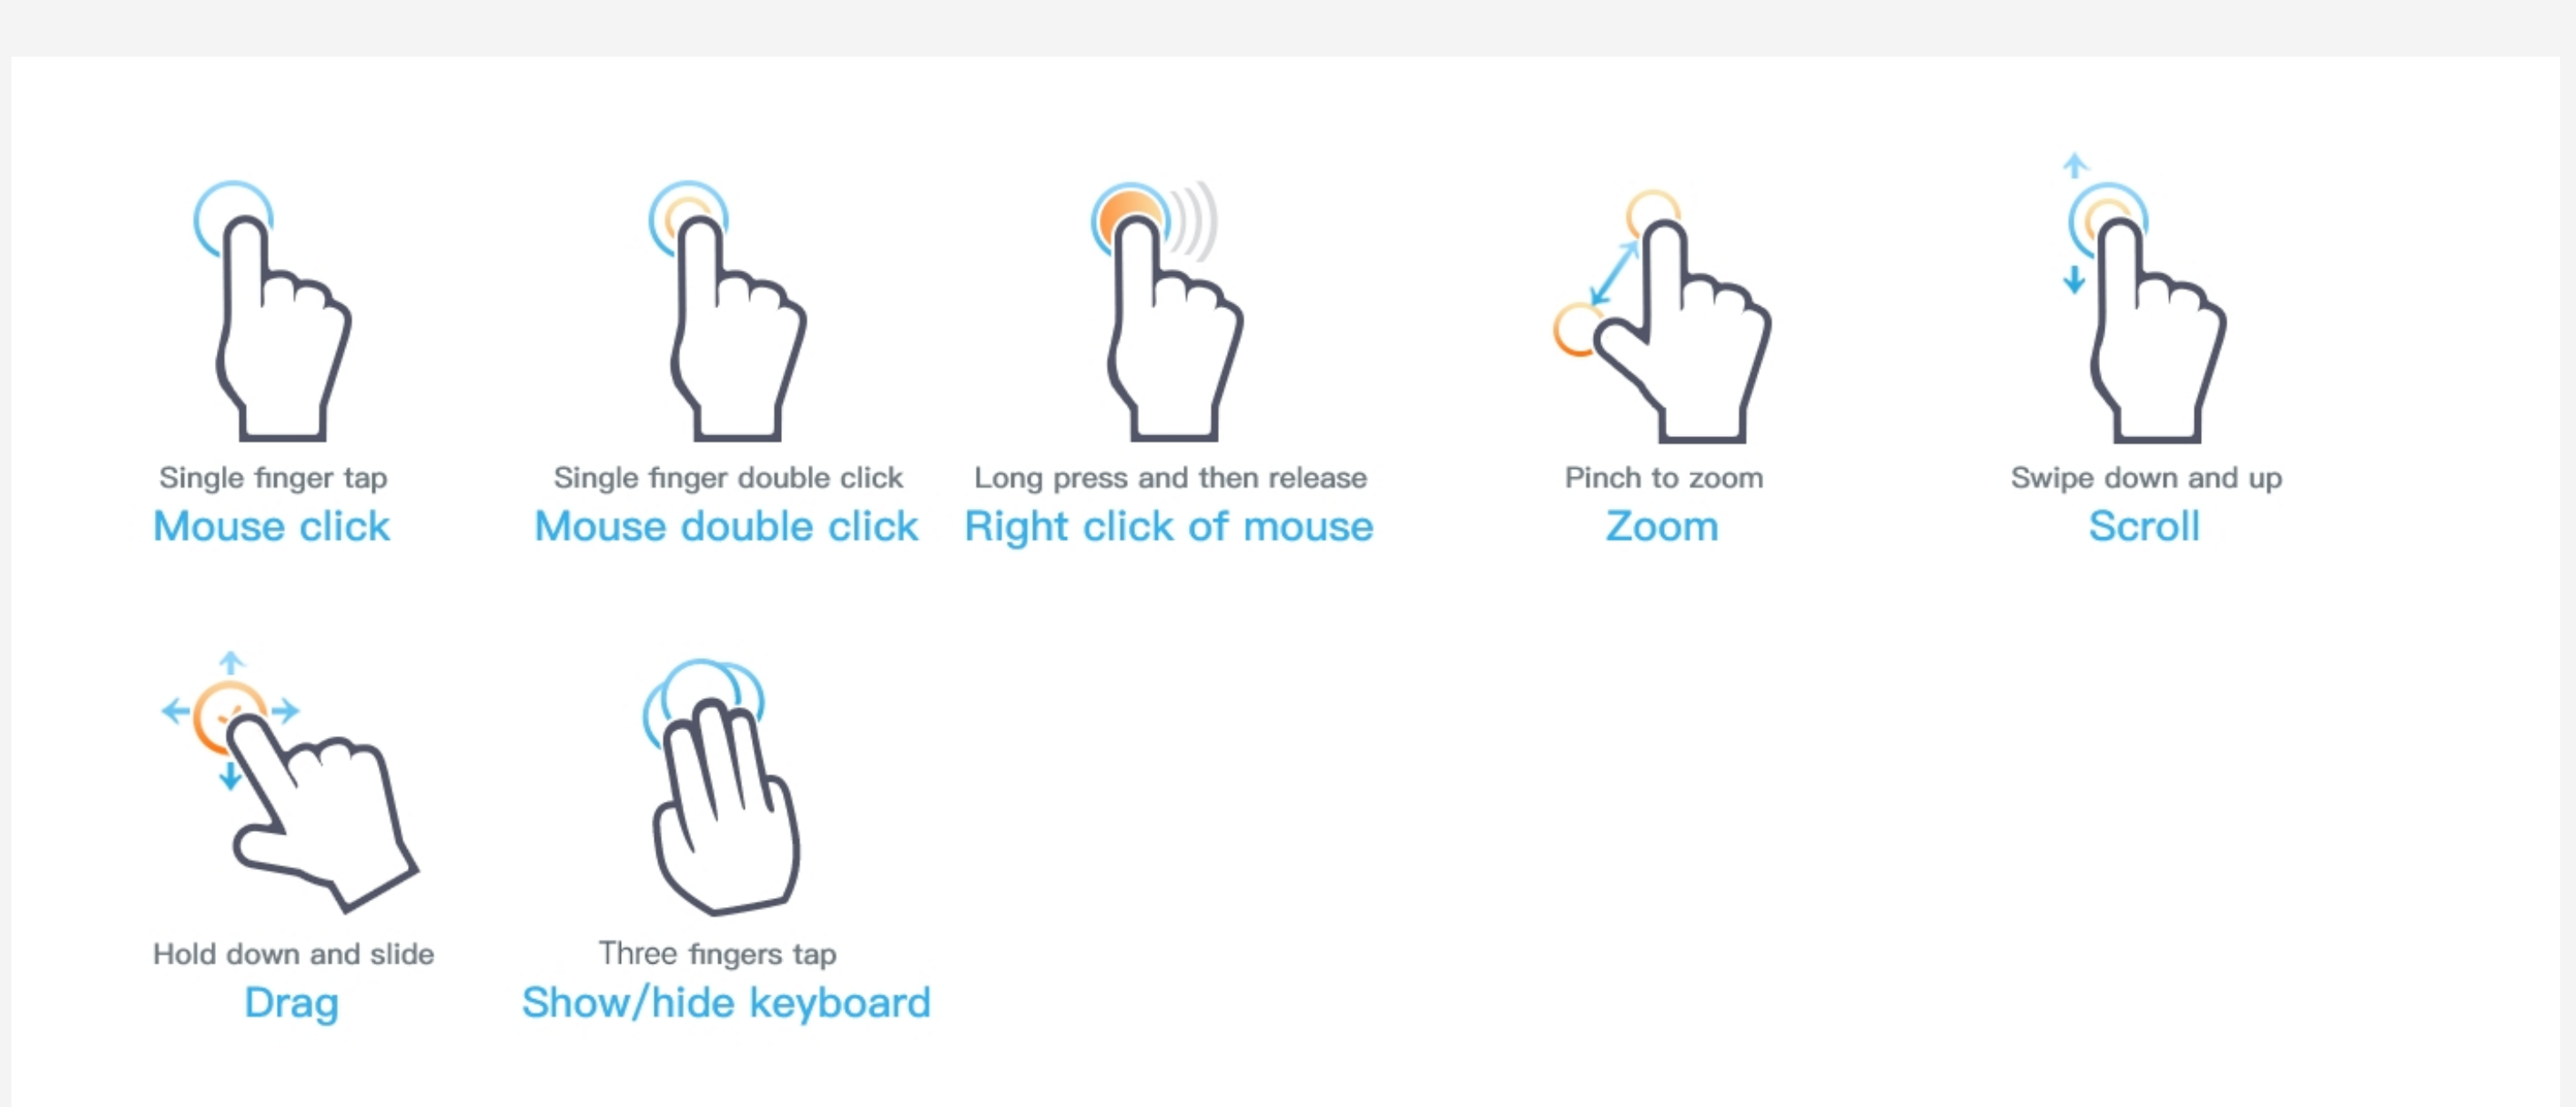 Single finger tap
Mouse click
Single finger double click
Mouse double click
Long press and then release
Right click of mouse
Pinch to zoom
Zoom
Swipe down and up
Scroll
Hold down and slide
Drag
Three fingers tap
Show/hide keyboard